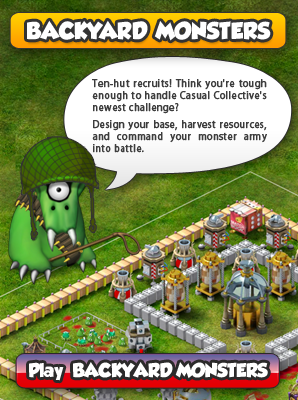 BACKYARD MONSTERS
Ten-hut recruits! Think you're tough
enough to handle Casual Collective's
newest challenge?
Design your base, harvest resources,
and command your monster army
into battle.
Play BACKYARD MONSTERS